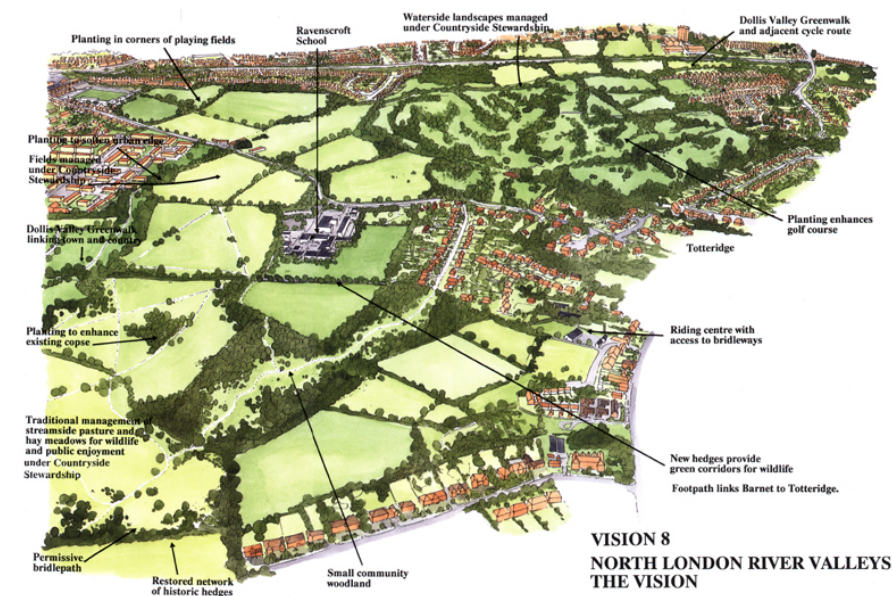 Waterside landscapes managed
under Countryside Stewardship
Dollis Valley Greenwalk
and adjacent cycle route
Ravenscroft
School
Planting in corners of playing fields
Planting to soften urban edge
Fields managed
under Countryside
Stewardship
Dollis Valley Greenwalk
linking town and country
Planting enhances
golf course
Totteridge
Planting to enhance
existing copse
Riding centre with
access to bridleways
Traditional management of
streamside pasture and
hay meadows for wildlife
and public enjoyment
under Countryside
Stewardship
New hedges provide
green corridors for wildlife
Footpath links Barnet to Totteridge.
Permissive
bridlepath
Restored network
of historic hedges
Small community
woodland
VISION 8
NORTH LONDON RIVER VALLEYS
THE VISION